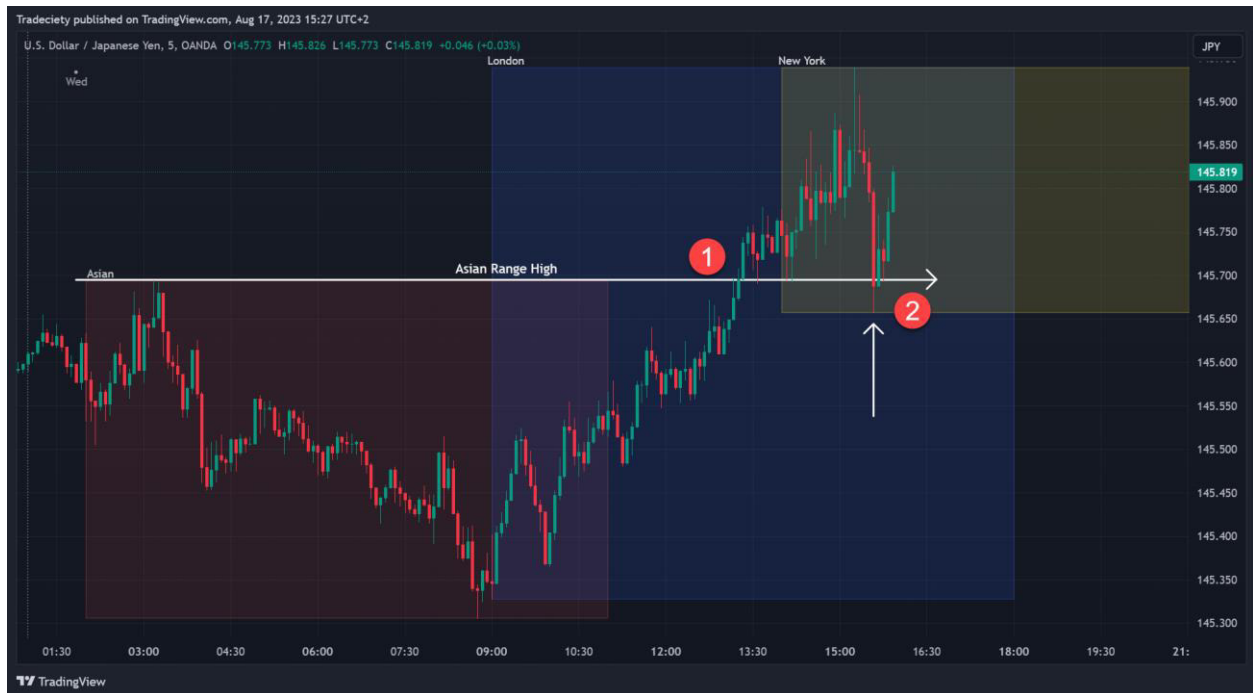 Tradeciety published on TradingView.com, Aug 17, 2023 15:27 UTC+2
U.S. Dollar / Japanese Yen, 5, OANDA O145.773 H145.826 L145.773 C145.819 +0.046 (+0.03%)
JPY
London
New York
Wed
145.900
145.850
145.819
145.800
145.750
1
Asian
Asian Range High
145.700
2
145.650
145.600
145.550
145.500
145.450
145.400
145.350
145.300
01:30 03:00 04:30 06:00 07:30 09:00 10:30 12:00 13:30 15:00 16:30 18:00 19:30 21:
TradingView